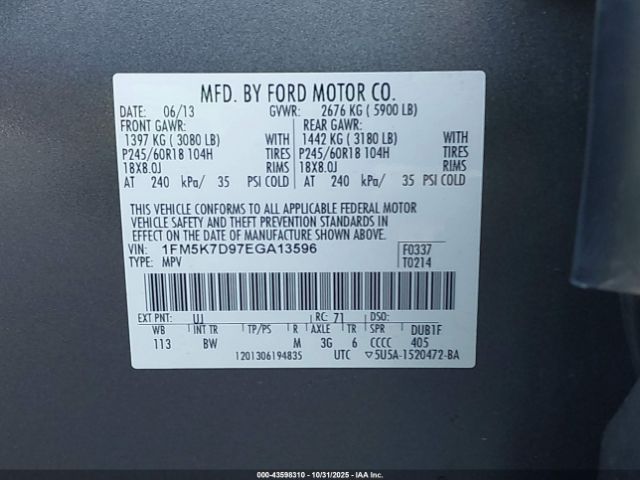 MFD. BY FORD MOTOR CO.
DATE: 06/13 GVWR: 2676 KG ( 5900 LB)
FRONT GAWR: REAR GAWR:
1397 KG ( 3080 LB) WITH 1442 KG ( 3180 LB) WITH
P245/60R18 104H TIRES P245/60R18 104H TIRES
18X8.0J RIMS 18X8.0J RIMS
AT 240 kPa/ 35 PSI COLD AT 240 kPa/ 35 PSI COLD
THIS VEHICLE CONFORMS TO ALL APPLICABLE FEDERAL MOTOR
VEHICLE SAFETY AND THEFT PREVENTION STANDARDS IN
EFFECT ON THE DATE OF MANUFACTURE SHOWN ABOVE.
VIN: 1FM5K7D97EGA13596 F0337
TYPE: MPV T0214
EXT PNT: UJ RC: 71 DUB1F
WB INT TR TP/PS R AXLE TR SPR
113 BW M 3G 6 CCCC 405
1201306194835 UTC ▽5U5A-1520472-BA
000-43598310 - 10/31/2025 - IAAI.com